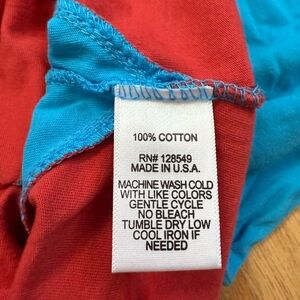 100% COTTON
RN# 128549
MADE IN U.S.A.
MACHINE WASH COLD
WITH LIKE COLORS
GENTLE CYCLE
NO BLEACH
TUMBLE DRY LOW
COOL IRON IF
NEEDED